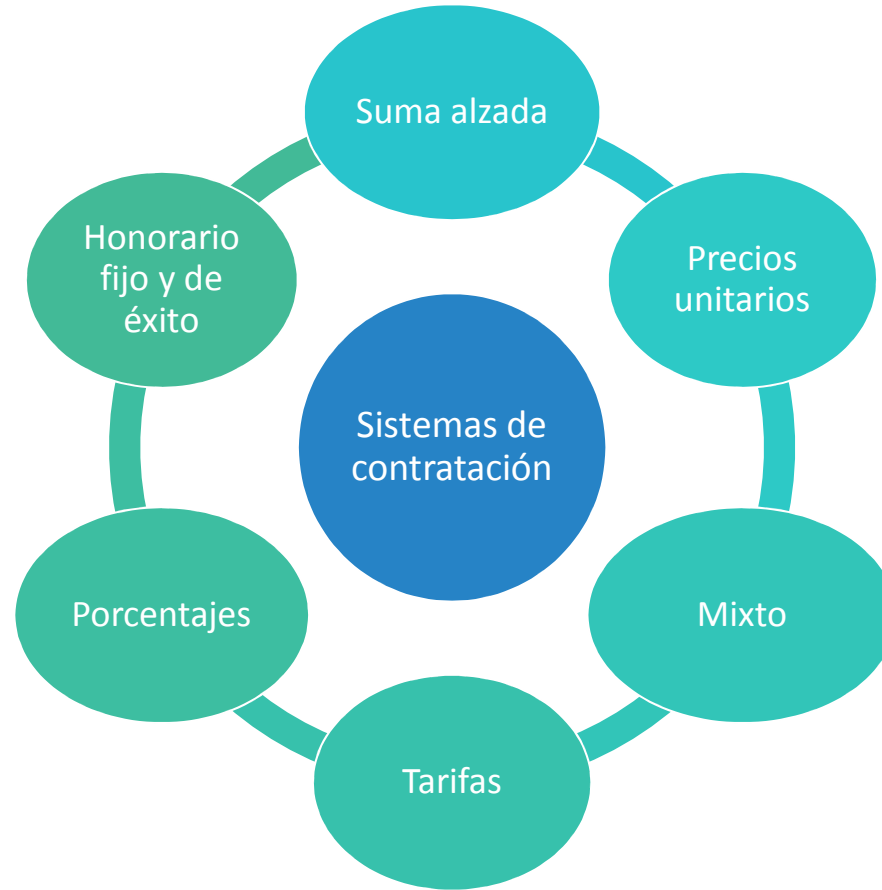 Suma alzada
Precios
unitarios
Mixto
Tarifas
Porcentajes
Honorario
fijo y de
éxito
Sistemas de
contratación